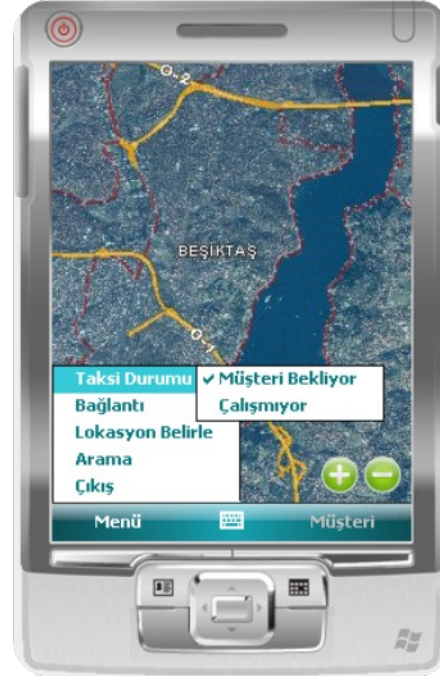 O-2
BEŞİKTAŞ
O-1
Taksi Durumu
✓ Müşteri Bekliyor
Çalışmıyor
Bağlantı
Lokasyon Belirle
Arama
Çıkış
Menü
Müşteri